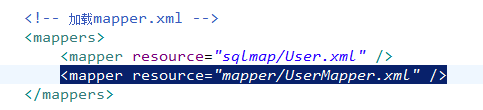 <!-- 加载mapper.xml -->
<mappers>
<mapper resource="sqlmap/User.xml" />
<mapper resource="mapper/UserMapper.xml" />
</mappers>